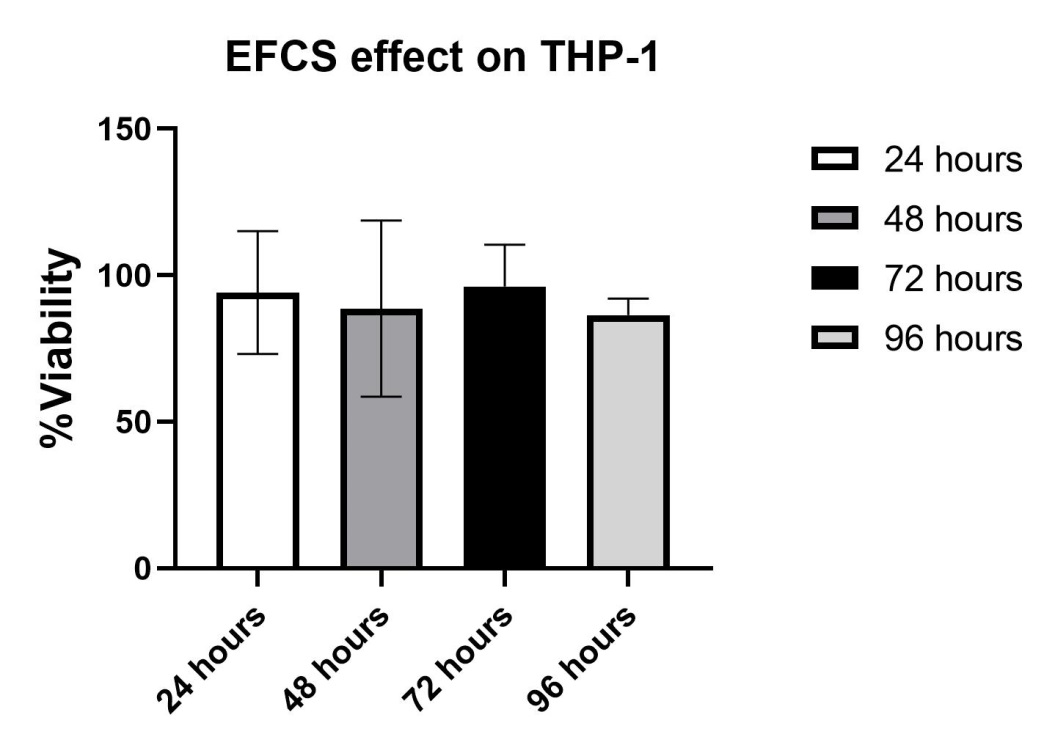 EFCS effect on THP-1
150
100
50
0
%Viability
24 hours
48 hours
72 hours
96 hours
24 hours
48 hours
72 hours
96 hours